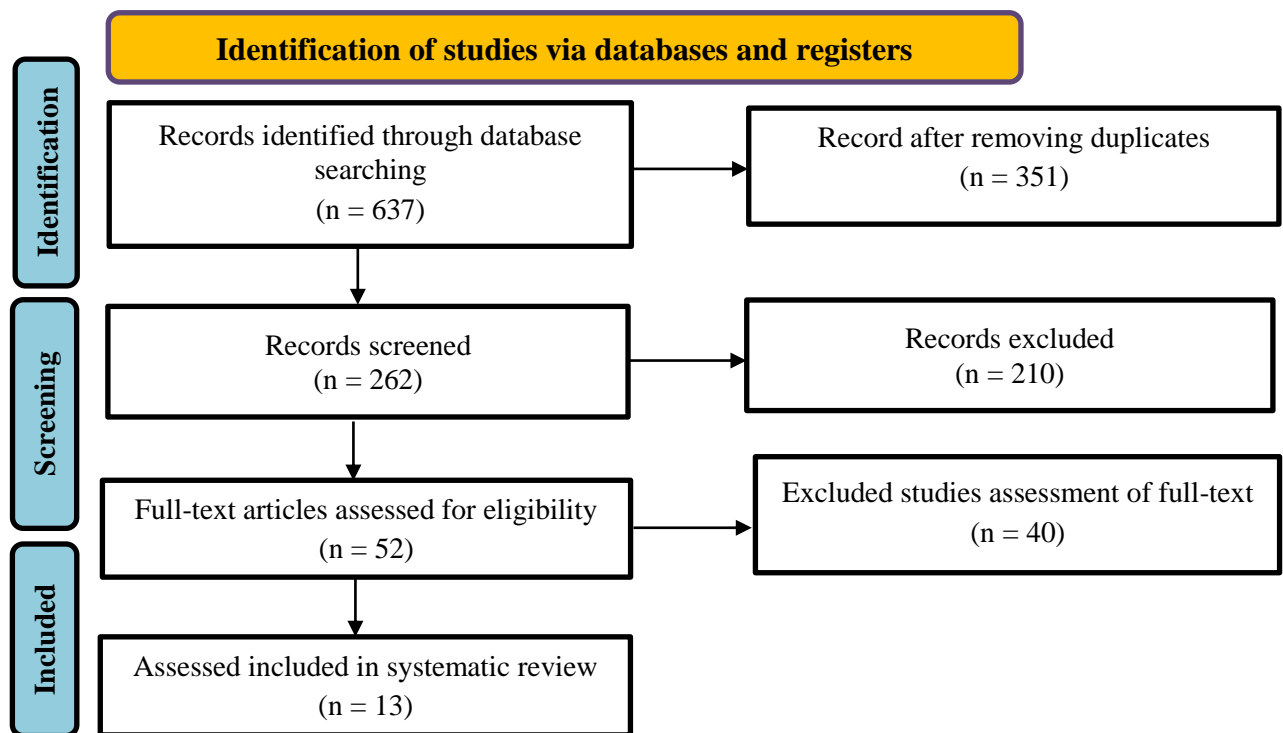 Identification of studies via databases and registers
Identification
Records identified through database
searching
(n = 637)
Record after removing duplicates
(n = 351)
Screening
Records screened
(n = 262)
Records excluded
(n = 210)
Full-text articles assessed for eligibility
(n = 52)
Excluded studies assessment of full-text
(n = 40)
Included
Assessed included in systematic review
(n = 13)